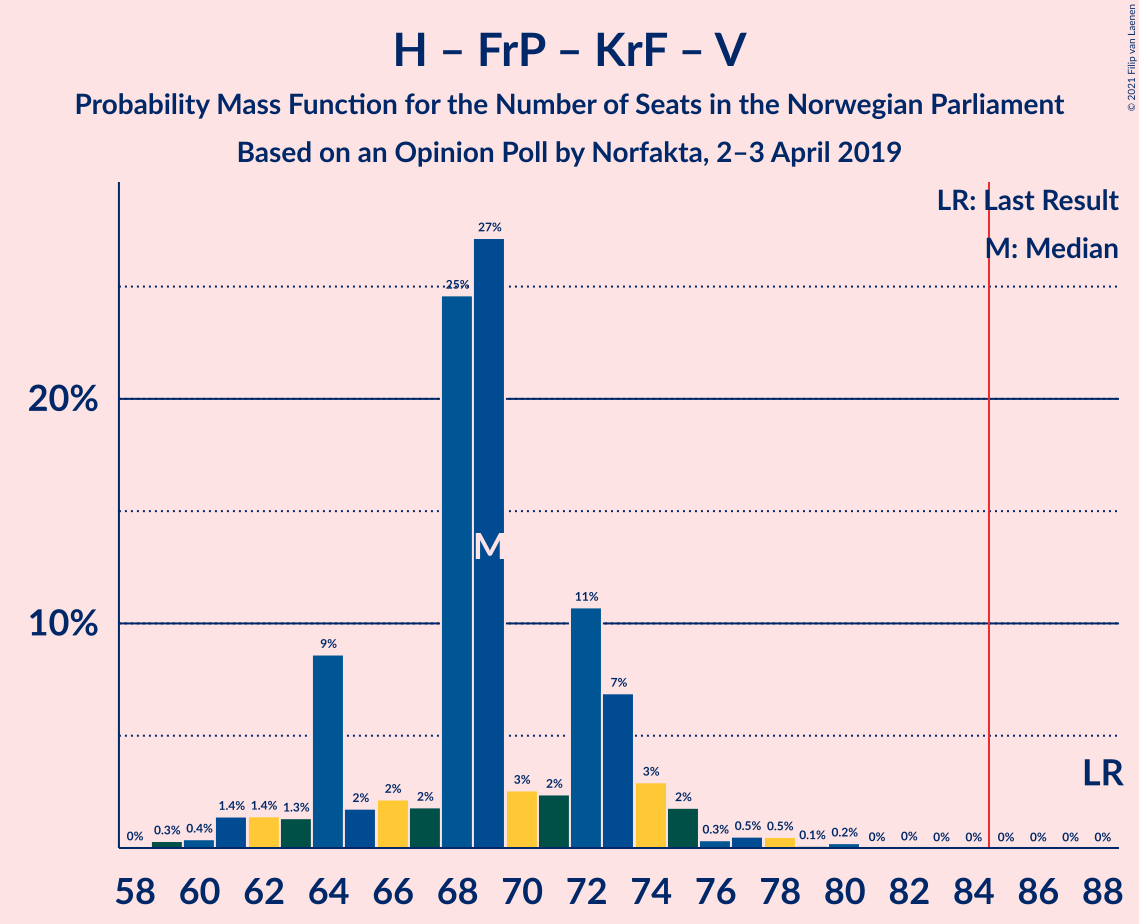 H – FrP – KrF – V
Probability Mass Function for the Number of Seats in the Norwegian Parliament
Based on an Opinion Poll by Norfakta, 2–3 April 2019
© 2021 Filip van Laenen
LR: Last Result
M: Median
20%
10%
0% 0.3% 0.4% 1.4% 1.4% 1.3% 9% 2% 2% 2% 25% 27% 3% 2% 11% 7% 3% 2% 0.3% 0.5% 0.5% 0.1% 0.2% 0% 0% 0% 0% 0% 0% 0% 0%
M
LR
58 60 62 64 66 68 70 72 74 76 78 80 82 84 86 88